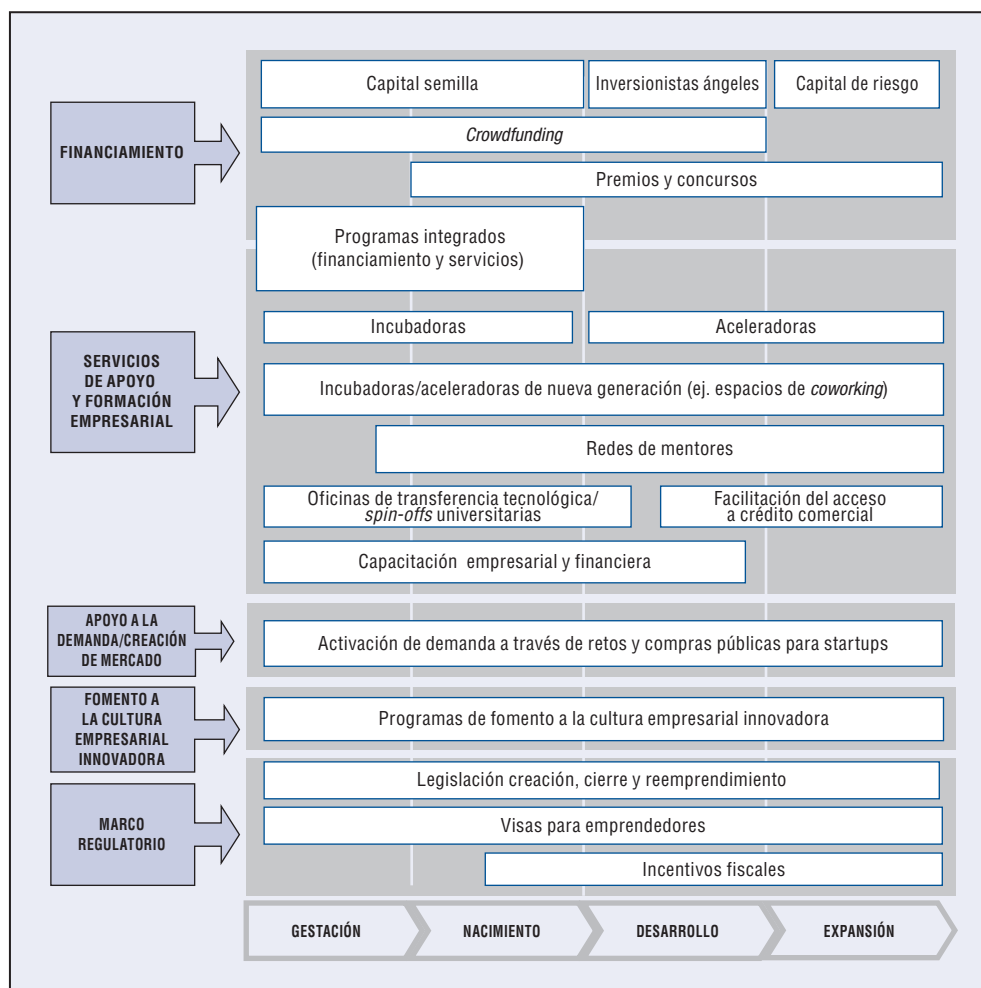 FINANCIAMIENTO
Capital semilla
Inversionistas ángeles
Capital de riesgo
Crowdfunding
Premios y concursos
Programas integrados
(financiamiento y servicios)
SERVICIOS
DE APOYO
Y FORMACIÓN
EMPRESARIAL
Incubadoras
Aceleradoras
Incubadoras/aceleradoras de nueva generación (ej. espacios de coworking)
Redes de mentores
Oficinas de transferencia tecnológica/
spin-offs universitarias
Facilitación del acceso
a crédito comercial
Capacitación empresarial y financiera
APOYO A LA
DEMANDA/CREACIÓN
DE MERCADO
Activación de demanda a través de retos y compras públicas para startups
FOMENTO A
LA CULTURA
EMPRESARIAL
INNOVADORA
Programas de fomento a la cultura empresarial innovadora
MARCO
REGULATORIO
Legislación creación, cierre y reemprendimiento
Visas para emprendedores
Incentivos fiscales
GESTACIÓN
NACIMIENTO
DESARROLLO
EXPANSIÓN